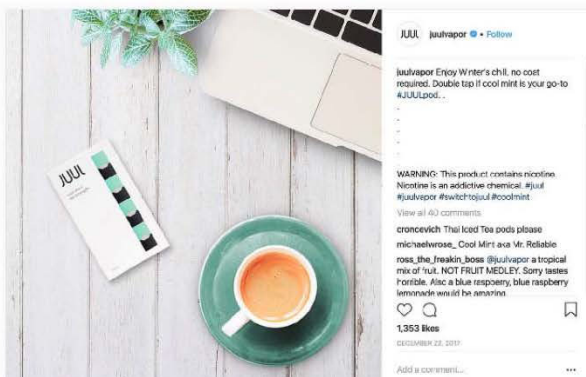 JUUL
JUUL
juulvapor • Follow
juulvapor Enjoy Winter's chill, no cost
required. Double tap if cool mint is your go-to
#JUULpod. .
.
.
.
.
.
WARNING: This product contains nicotine.
Nicotine is an addictive chemical. #juul
#juulvapor #switchtojuul #coolmint
View all 40 comments
croncevich Thai Iced Tea pods please
michaelwrose_ Cool Mint aka Mr. Reliable
ross_the_freakin_boss @juulvapor a tropical
mix of fruit. NOT FRUIT MEDLEY. Sorry tastes
horrible. Also a blue raspberry, blue raspberry
lemonade would be amazing
1,353 likes
DECEMBER 22, 2017
Add a comment...